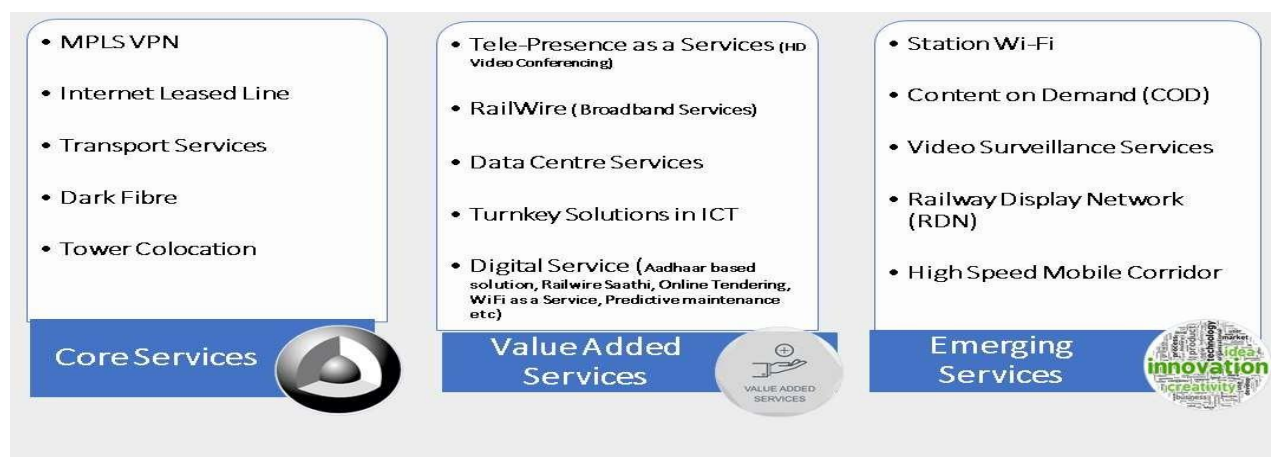 • MPLS VPN
• Internet Leased Line
• Transport Services
• Dark Fibre
• Tower Colocation
Core Services
• Tele-Presence as a Services (HD
Video Conferencing)
• RailWire (Broadband Services)
• Data Centre Services
• Turnkey Solutions in ICT
• Digital Service (Aadhaar based
solution, Railwire Saathi, Online Tendering,
WiFi as a Service, Predictive maintenance
etc)
Value Added
Services
VALUE ADDED
SERVICES
• Station Wi-Fi
• Content on Demand (COD)
• Video Surveillance Services
• Railway Display Network
(RDN)
• High Speed Mobile Corridor
Emerging
Services
market
product
technology
idea
innovation
creativity
business